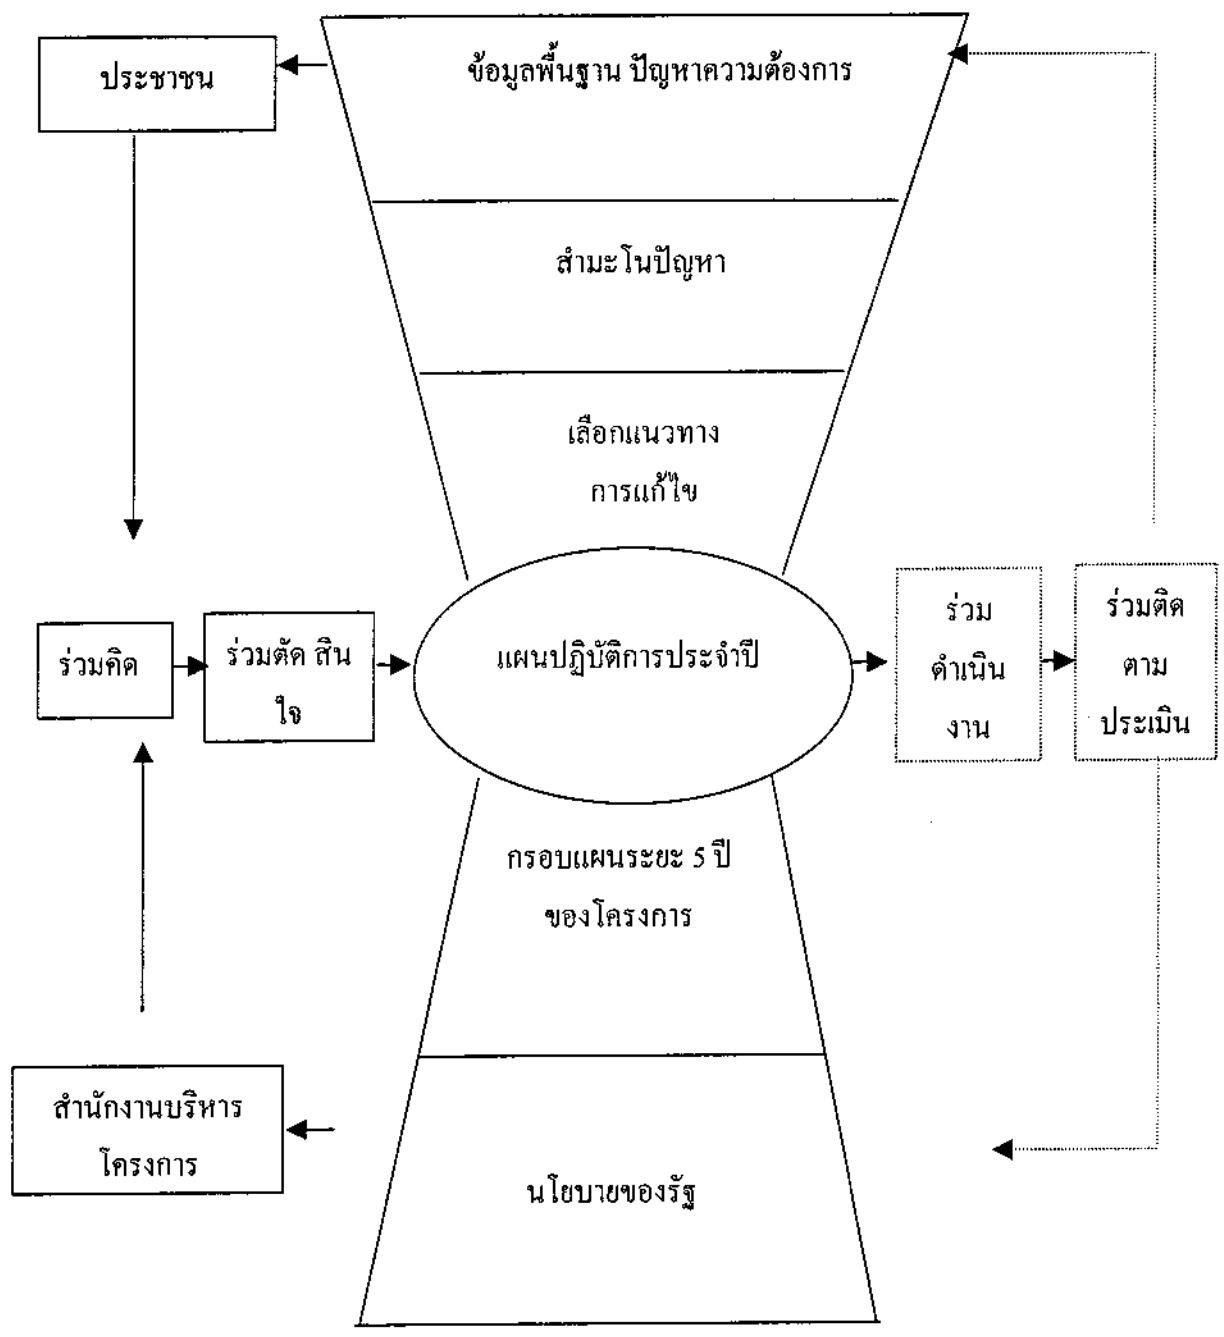 ประชาชน
ข้อมูลพื้นฐาน ปัญหาความต้องการ
สำมะโนปัญหา
เลือกแนวทาง
การแก้ไข
ร่วมคิด
ร่วมตัด สิน
ใจ
แผนปฏิบัติการประจำปี
ร่วม
ดำเนิน
งาน
ร่วมติด
ตาม
ประเมิน
กรอบแผนระยะ 5 ปี
ของโครงการ
สำนักงานบริหาร
โครงการ
นโยบายของรัฐ